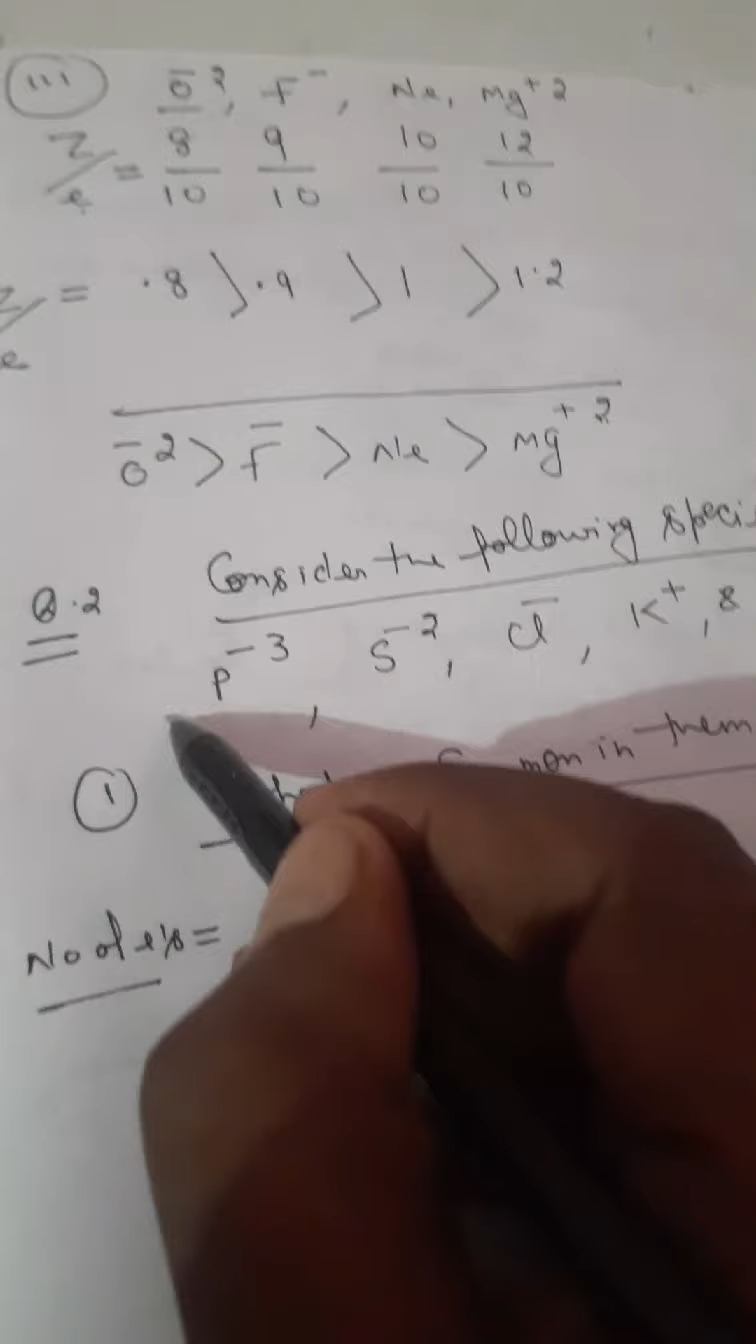 (iii) O⁻², F⁻, Ne, Mg⁺²
Z/e = 8/10 9/10 10/10 12/10
Z/e = .8 > .9 > 1 > 1.2
O⁻² > F⁻ > Ne > Mg⁺²
Q.2 Consider the following speci
P⁻³, S⁻², Cl⁻, K⁺, &
① mon in them
No of e⁻s =